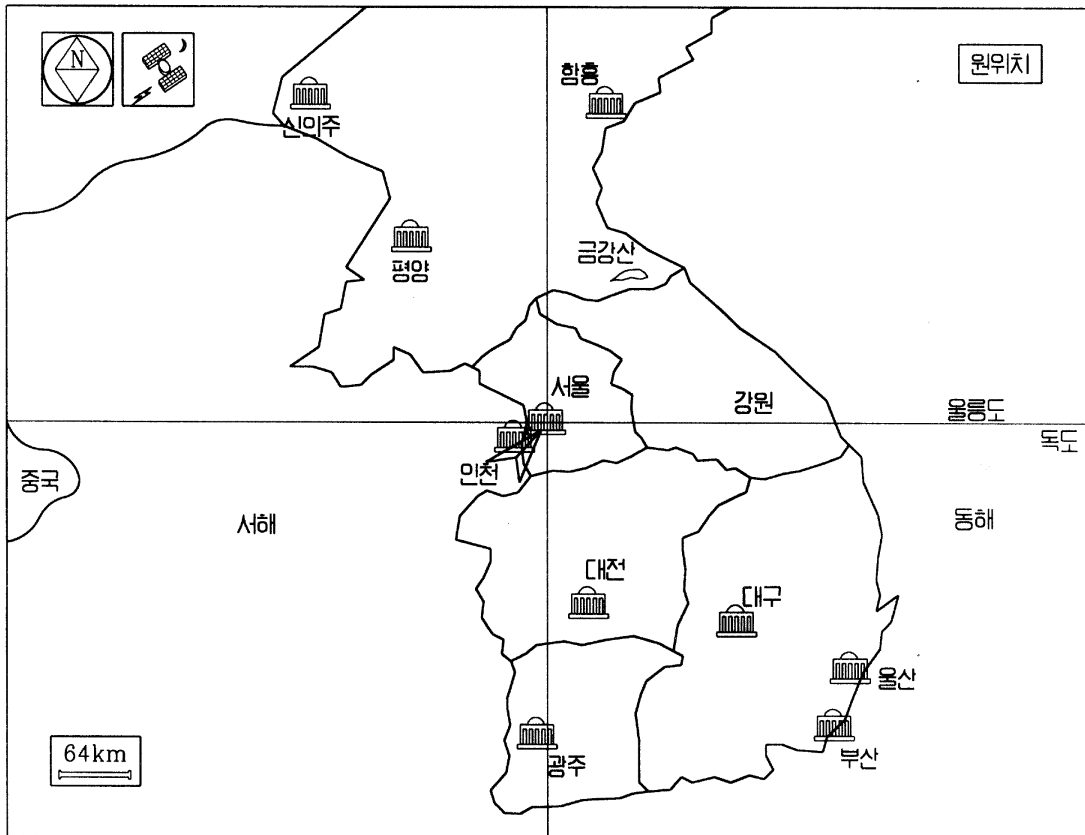 N
함흥
원위치
신의주
평양
금강산
서울
강원
울릉도
독도
인천
중국
서해
동해
대전
대구
울산
64km
광주
부산